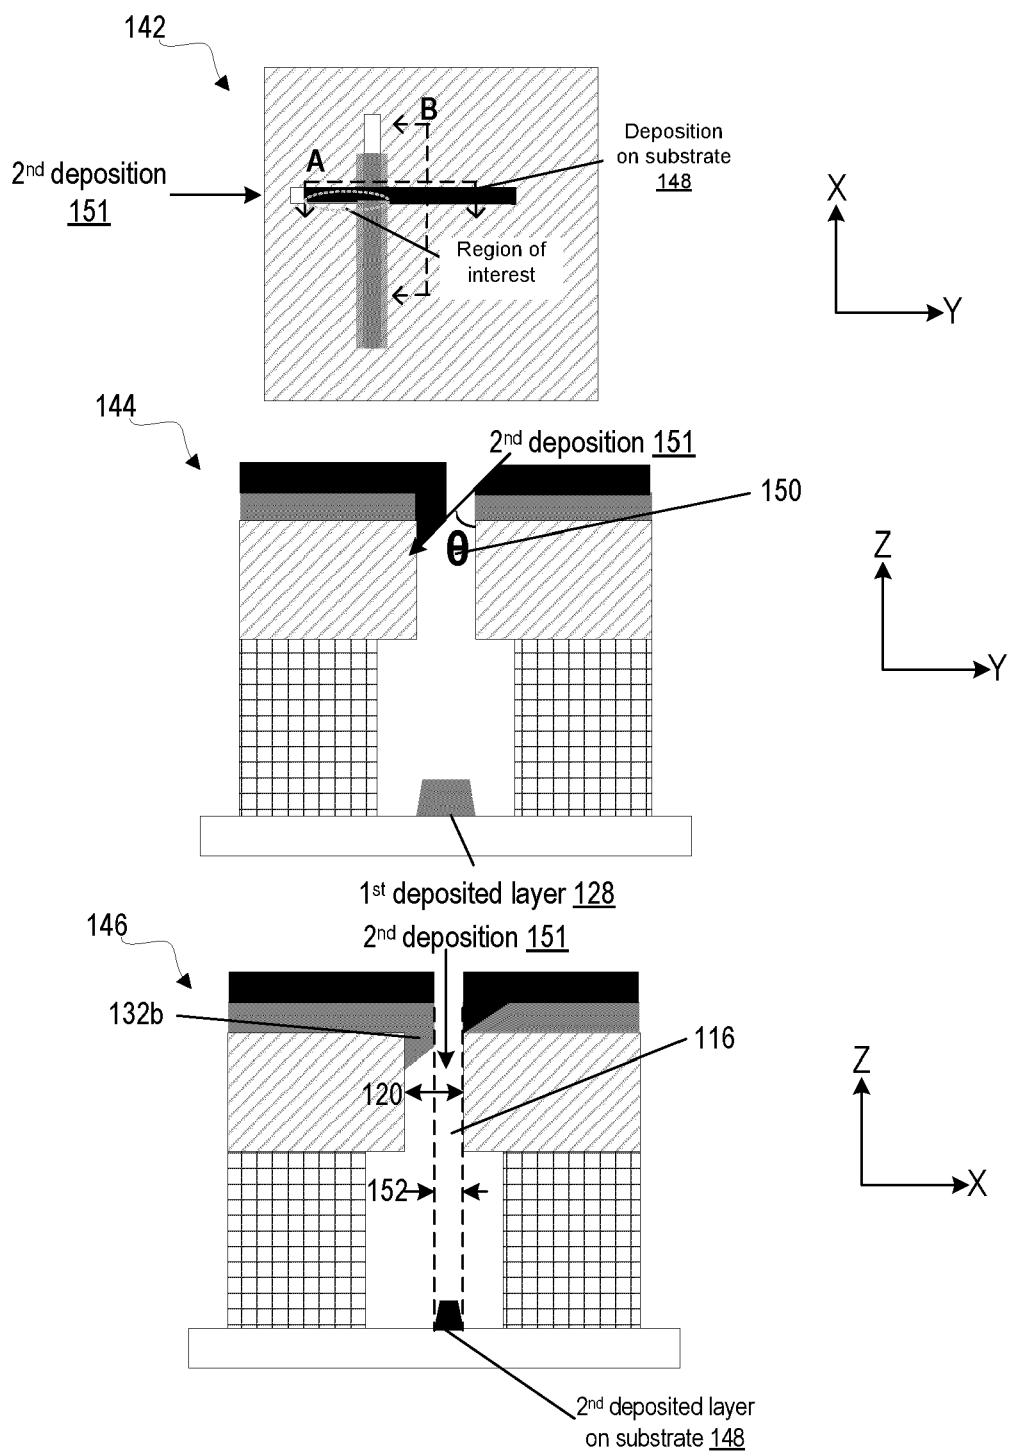 142
B
A
Deposition
on substrate
148
2nd deposition
151
Region of
interest
X
Y
144
2nd deposition 151
150
θ
Z
Y
1st deposited layer 128
146
2nd deposition 151
132b
116
120
Z
152
X
2nd deposited layer
on substrate 148